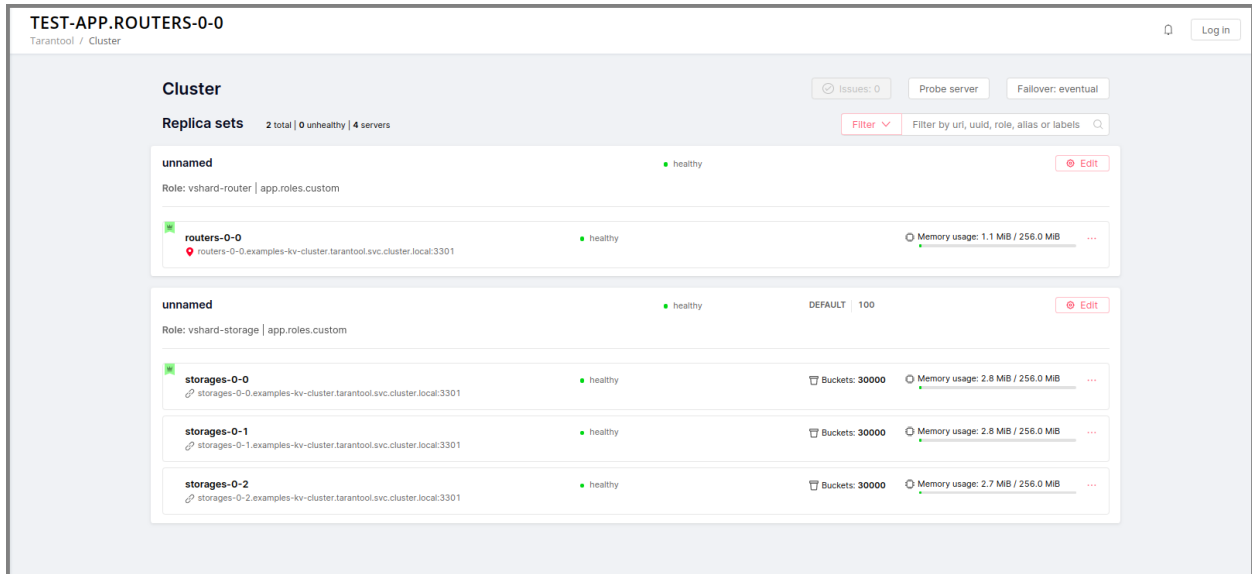 TEST-APP.ROUTERS-0-0
Tarantool / Cluster
Log in
Cluster
Issues: 0
Probe server
Failover: eventual
Replica sets
2 total | 0 unhealthy | 4 servers
Filter
Filter by uri, uuid, role, alias or labels
unnamed
healthy
Edit
Role: vshard-router | app.roles.custom
routers-0-0
healthy
Memory usage: 1.1 MiB / 256.0 MiB
routers-0-0.examples-kv-cluster.tarantool.svc.cluster.local:3301
unnamed
healthy
DEFAULT | 100
Edit
Role: vshard-storage | app.roles.custom
storages-0-0
healthy
Buckets: 30000
Memory usage: 2.8 MiB / 256.0 MiB
storages-0-0.examples-kv-cluster.tarantool.svc.cluster.local:3301
storages-0-1
healthy
Buckets: 30000
Memory usage: 2.8 MiB / 256.0 MiB
storages-0-1.examples-kv-cluster.tarantool.svc.cluster.local:3301
storages-0-2
healthy
Buckets: 30000
Memory usage: 2.7 MiB / 256.0 MiB
storages-0-2.examples-kv-cluster.tarantool.svc.cluster.local:3301